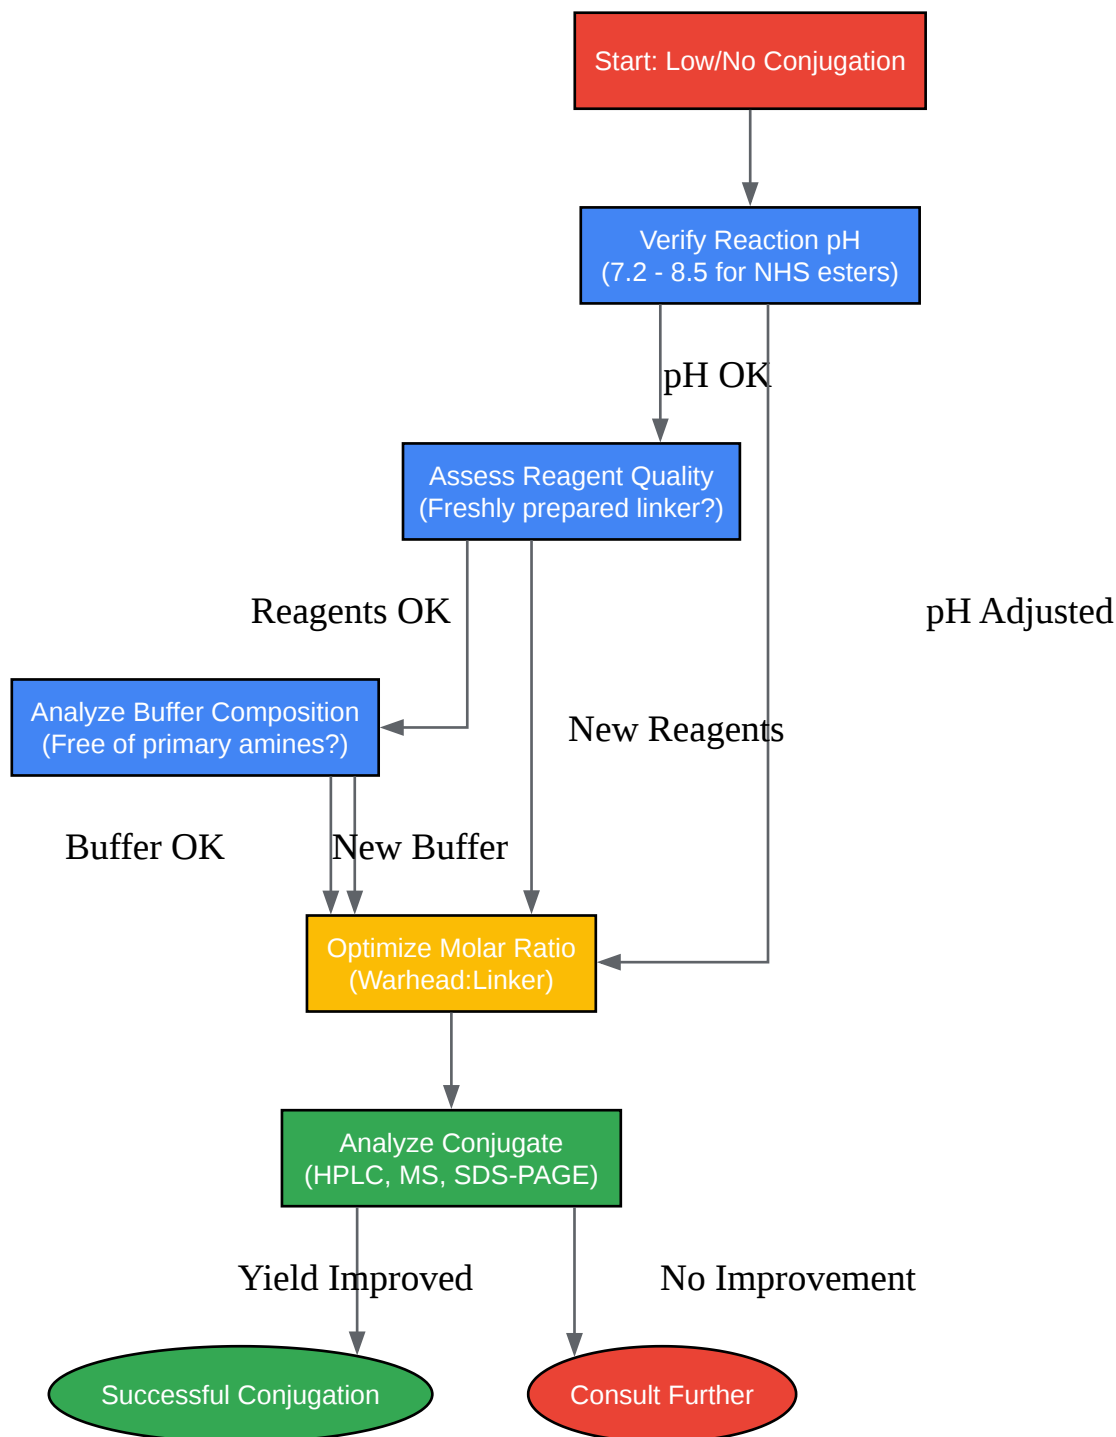 Start: Low/No Conjugation
Verify Reaction pH
(7.2 - 8.5 for NHS esters)
pH OK
Assess Reagent Quality
(Freshly prepared linker?)
Reagents OK
pH Adjusted
Analyze Buffer Composition
(Free of primary amines?)
New Reagents
Buffer OK
New Buffer
Optimize Molar Ratio
(Warhead:Linker)
Analyze Conjugate
(HPLC, MS, SDS-PAGE)
Yield Improved
No Improvement
Successful Conjugation
Consult Further